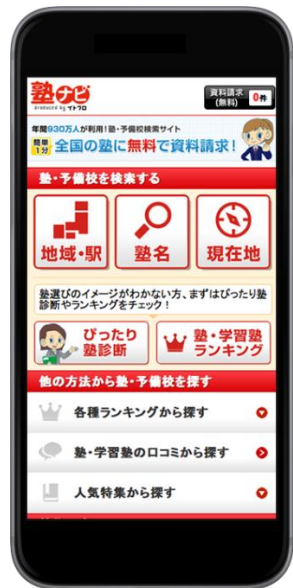 塾ナビ
produced by イトクロ
資料請求
(無料)
0件
年間930万人が利用!塾・予備校検索サイト
簡単
1分
全国の塾に無料で資料請求!
塾・予備校を検索する
地域・駅
塾名
現在地
塾選びのイメージがわかない方、まずはぴったり塾
診断やランキングをチェック!
ぴったり
塾診断
塾・学習塾
ランキング
他の方法から塾・予備校を探す
各種ランキングから探す
塾・学習塾の口コミから探す
人気特集から探す